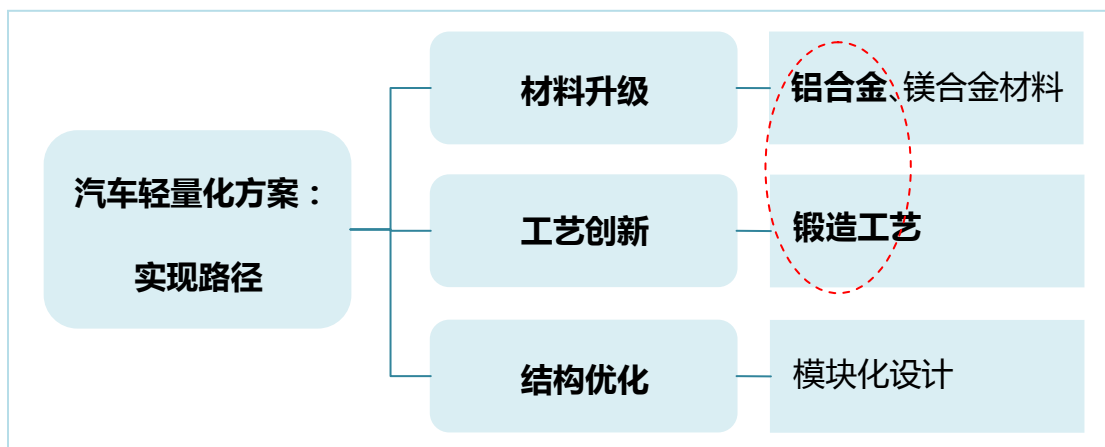 汽车轻量化方案：
实现路径
材料升级
铝合金、镁合金材料
工艺创新
锻造工艺
结构优化
模块化设计